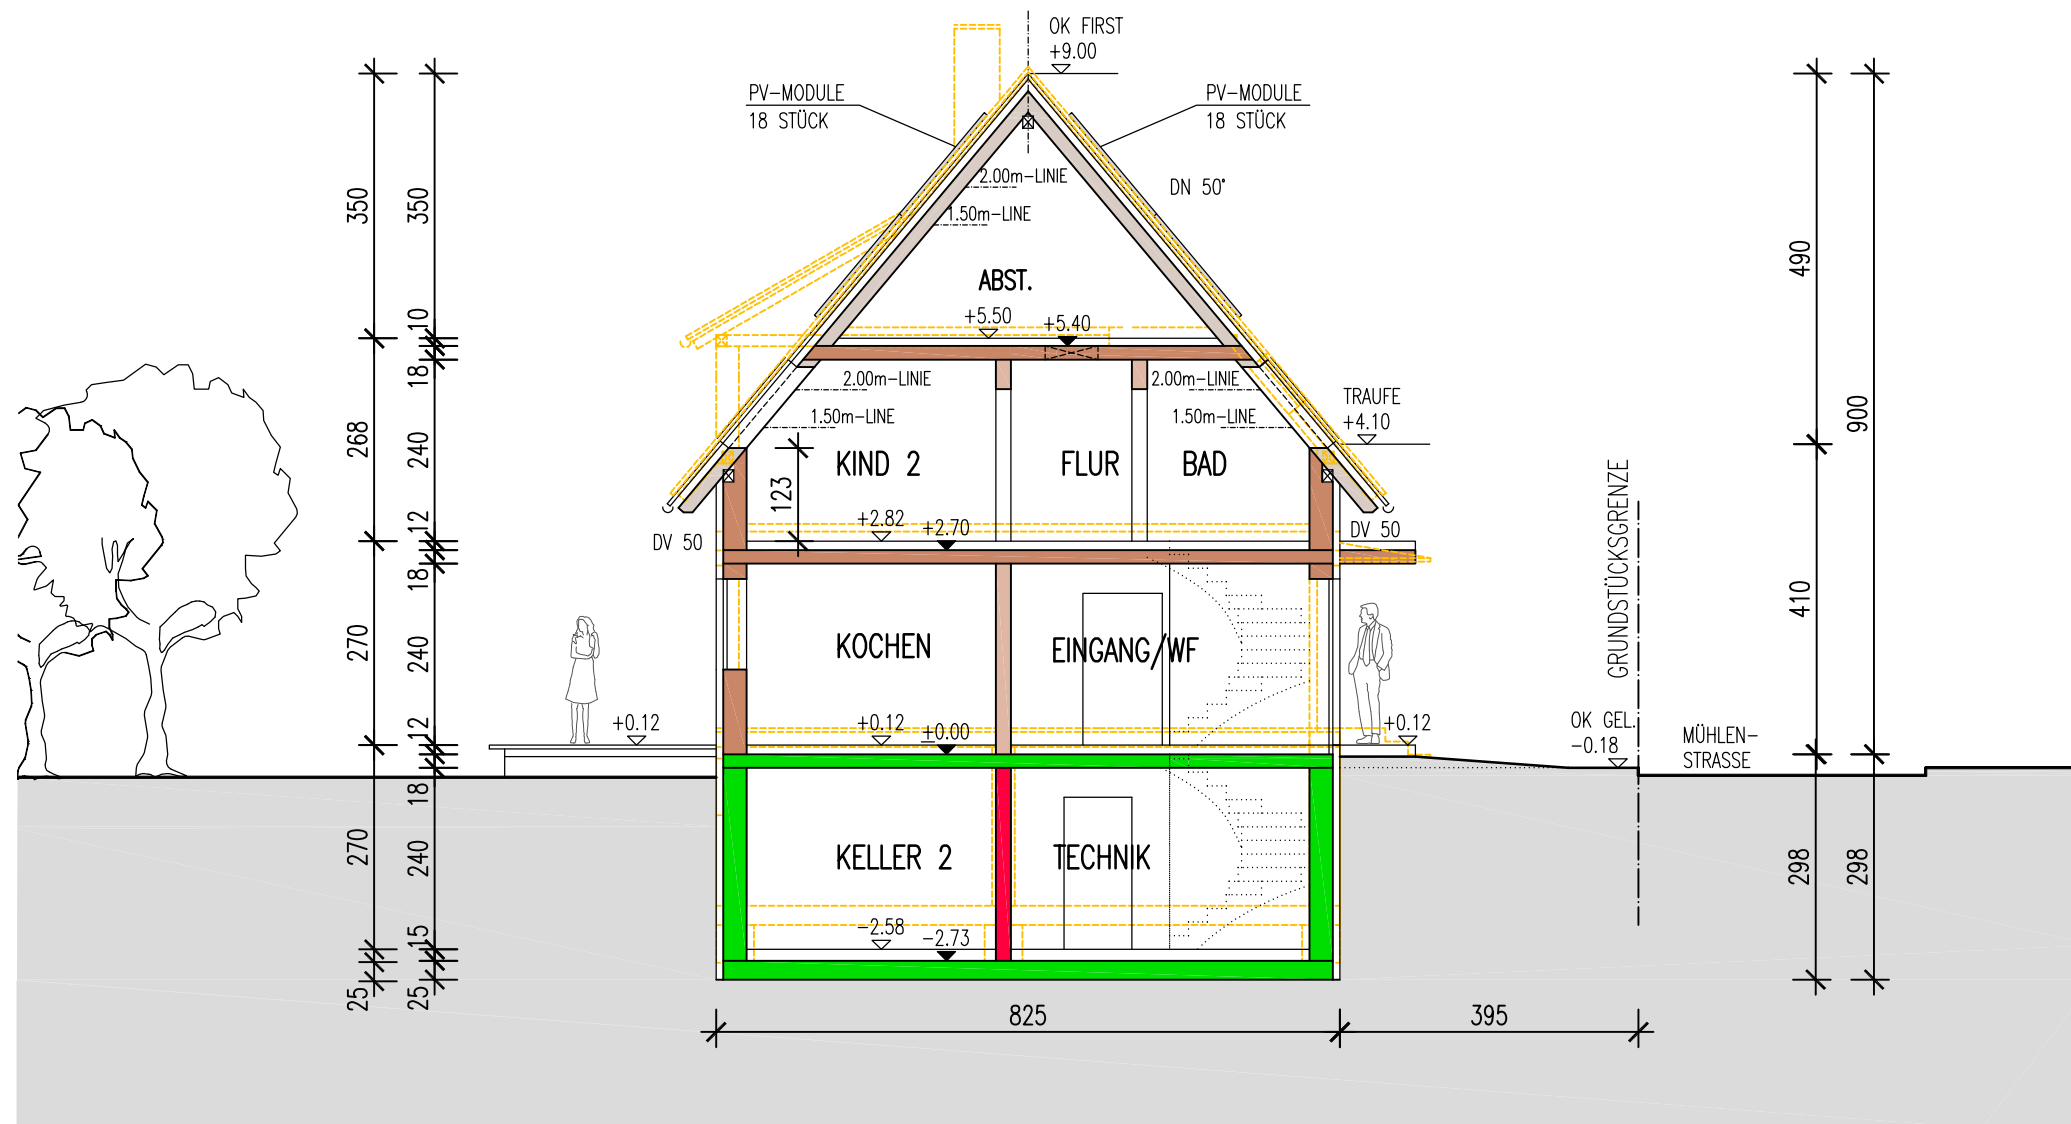 OK FIRST
+9.00
PV-MODULE
18 STÜCK
PV-MODULE
18 STÜCK
2.00m-LINIE
DN 50°
1.50m-LINE
350
350
490
ABST.
+5.50
+5.40
10
18
2.00m-LINIE
2.00m-LINIE
TRAUFE
+4.10
1.50m-LINE
1.50m-LINE
900
268
240
KIND 2
FLUR
BAD
123
GRUNDSTÜCKSGRENZE
+2.82
+2.70
DV 50
DV 50
12
18
410
270
240
KOCHEN
EINGANG/WF
+0.12
+0.12
±0.00
+0.12
OK GEL.
-0.18
MÜHLEN-
STRASSE
12
18
270
240
KELLER 2
TECHNIK
298
298
-2.58
-2.73
15
25
25
825
395